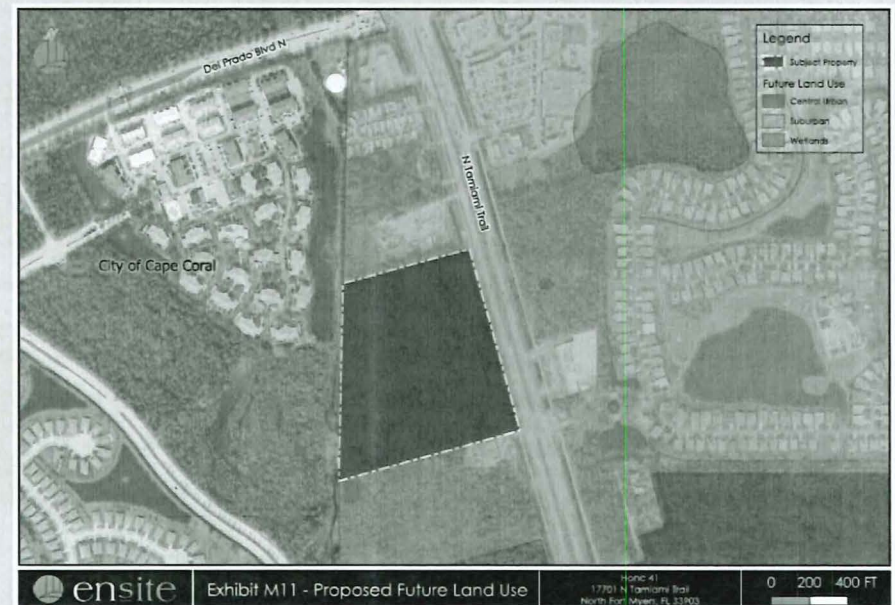 Del Prado Blvd N
Legend
Subject Property
Future Land Use
Central Urban
Suburban
Wetlands
N Tamiami Trail
City of Cape Coral
ensite
Exhibit M11 - Proposed Future Land Use
Honc 41
17701 N Tamiami Trail
North Fort Myers, FL 33903
0 200 400 FT